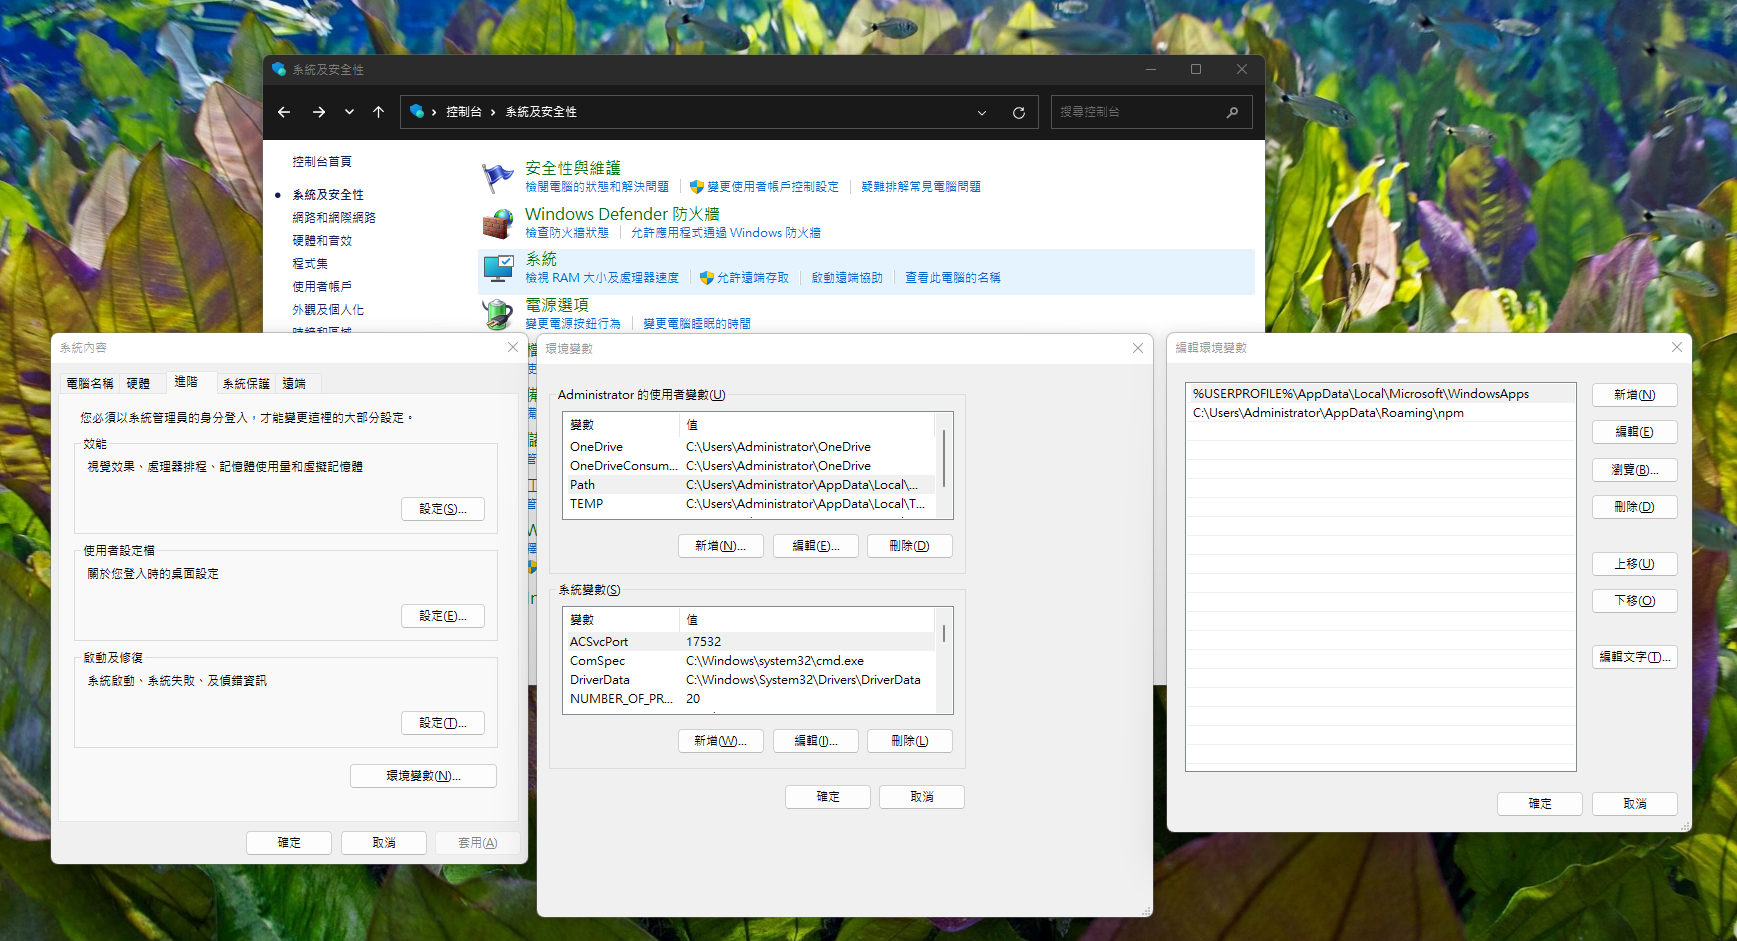 系統及安全性
控制台 › 系統及安全性
搜尋控制台
控制台首頁
系統及安全性
網路和網際網路
硬體和音效
程式集
使用者帳戶
外觀及個人化
安全性與維護
檢閱電腦的狀態和解決問題 變更使用者帳戶控制設定 疑難排解常見電腦問題
Windows Defender 防火牆
檢查防火牆狀態 允許應用程式通過 Windows 防火牆
系統
檢視 RAM 大小及處理器速度 允許遠端存取 啟動遠端協助 查看此電腦的名稱
電源選項
變更電源按鈕行為 變更電腦睡眠的時間
系統內容
電腦名稱 硬體 進階 系統保護 遠端
您必須以系統管理員的身分登入，才能變更這裡的大部分設定。
效能
視覺效果、處理器排程、記憶體使用量和虛擬記憶體
設定(S)...
使用者設定檔
關於您登入時的桌面設定
設定(E)...
啟動及修復
系統啟動、系統失敗、及偵錯資訊
設定(T)...
環境變數(N)...
確定 取消 套用(A)
環境變數
Administrator 的使用者變數(U)
變數 值
OneDrive C:\Users\Administrator\OneDrive
OneDriveConsum... C:\Users\Administrator\OneDrive
Path C:\Users\Administrator\AppData\Local\...
TEMP C:\Users\Administrator\AppData\Local\T...
新增(N)... 編輯(E)... 刪除(D)
系統變數(S)
變數 值
ACSvcPort 17532
ComSpec C:\Windows\system32\cmd.exe
DriverData C:\Windows\System32\Drivers\DriverData
NUMBER_OF_PR... 20
新增(W)... 編輯(I)... 刪除(L)
確定 取消
編輯環境變數
%USERPROFILE%\AppData\Local\Microsoft\WindowsApps
C:\Users\Administrator\AppData\Roaming\npm
新增(N)
編輯(E)
瀏覽(B)...
刪除(D)
上移(U)
下移(O)
編輯文字(T)...
確定 取消